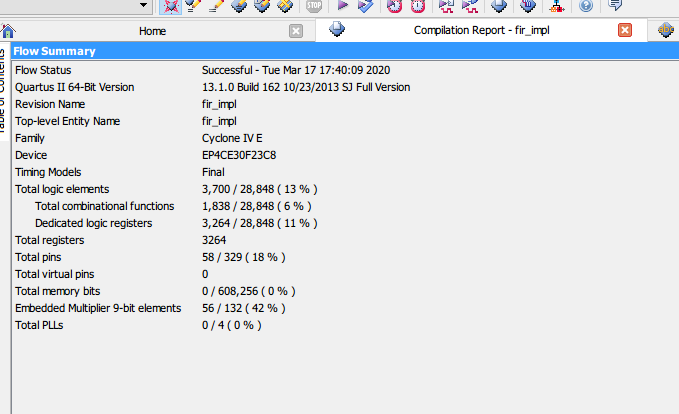 STOP
Home
Compilation Report - fir_impl
Table of Contents
Flow Summary
Flow Status Successful - Tue Mar 17 17:40:09 2020
Quartus II 64-Bit Version 13.1.0 Build 162 10/23/2013 SJ Full Version
Revision Name fir_impl
Top-level Entity Name fir_impl
Family Cyclone IV E
Device EP4CE30F23C8
Timing Models Final
Total logic elements 3,700 / 28,848 ( 13 % )
Total combinational functions 1,838 / 28,848 ( 6 % )
Dedicated logic registers 3,264 / 28,848 ( 11 % )
Total registers 3264
Total pins 58 / 329 ( 18 % )
Total virtual pins 0
Total memory bits 0 / 608,256 ( 0 % )
Embedded Multiplier 9-bit elements 56 / 132 ( 42 % )
Total PLLs 0 / 4 ( 0 % )